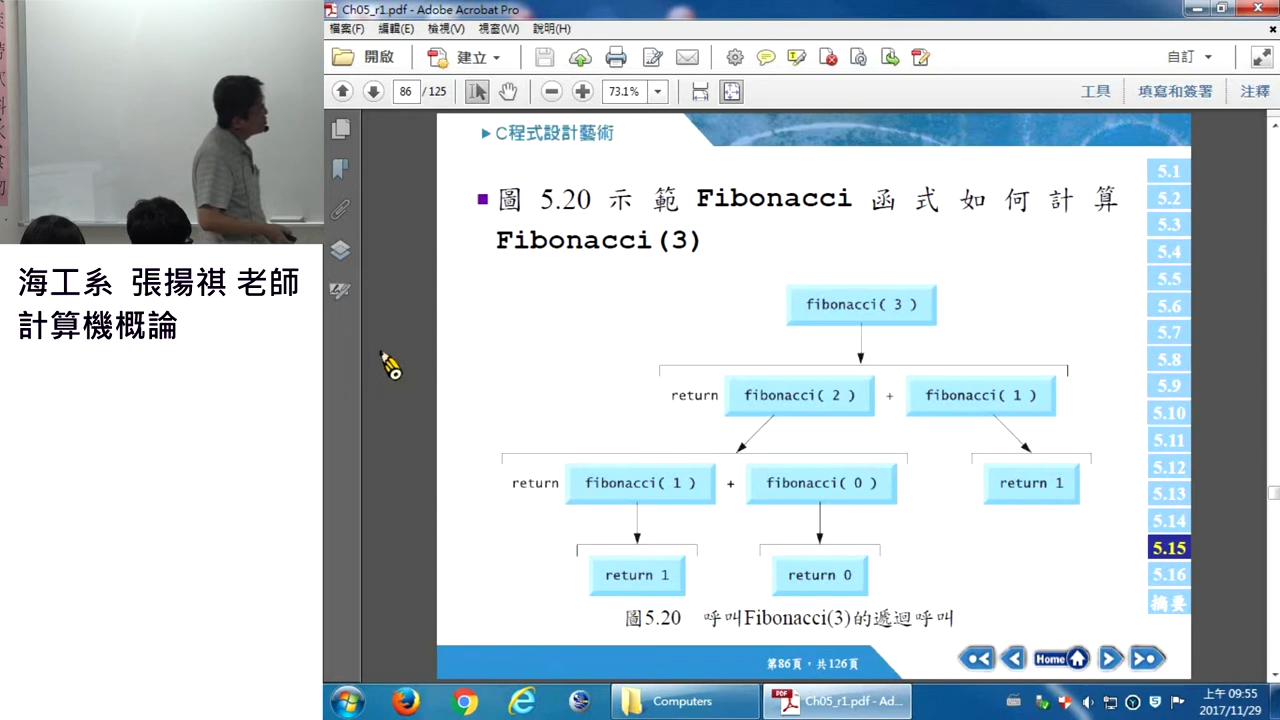 Ch05_r1.pdf - Adobe Acrobat Pro
檔案(F) 編輯(E) 檢視(V) 視窗(W) 說明(H)
開啟 建立 自訂
86 / 125 73.1% 工具 填寫和簽署 注釋
C程式設計藝術
圖 5.20 示範 Fibonacci 函式如何計算
Fibonacci(3)
fibonacci( 3 )
return fibonacci( 2 ) + fibonacci( 1 )
return fibonacci( 1 ) + fibonacci( 0 ) return 1
return 1 return 0
圖5.20 呼叫Fibonacci(3)的遞迴呼叫
5.1
5.2
5.3
5.4
5.5
5.6
5.7
5.8
5.9
5.10
5.11
5.12
5.13
5.14
5.15
5.16
摘要
第86頁，共126頁
Home
海工系 張揚祺 老師
計算機概論
Computers
Ch05_r1.pdf - Ad...
上午 09:55
2017/11/29